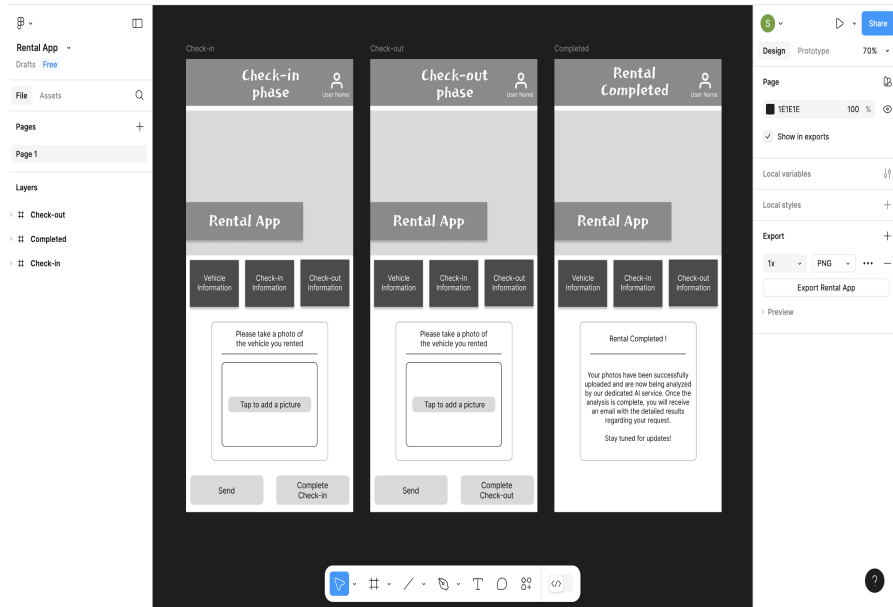 Rental App
Drafts Free
File Assets
Pages
Page 1
Layers
Check-out
Completed
Check-in
Check-in
Check-in
phase
User Name
Rental App
Vehicle
Information
Check-in
Information
Check-out
Information
Please take a photo of
the vehicle you rented
Tap to add a picture
Send
Complete
Check-in
Check-out
Check-out
phase
User Name
Rental App
Vehicle
Information
Check-in
Information
Check-out
Information
Please take a photo of
the vehicle you rented
Tap to add a picture
Send
Complete
Check-out
Completed
Rental
Completed
User Name
Rental App
Vehicle
Information
Check-in
Information
Check-out
Information
Rental Completed !
Your photos have been successfully
uploaded and are now being analyzed
by our dedicated AI service. Once the
analysis is complete, you will receive
an email with the detailed results
regarding your request.
Stay tuned for updates!
S
Share
Design Prototype 70%
Page
1E1E1E 100 %
Show in exports
Local variables
Local styles
Export
1x PNG
Export Rental App
Preview
?